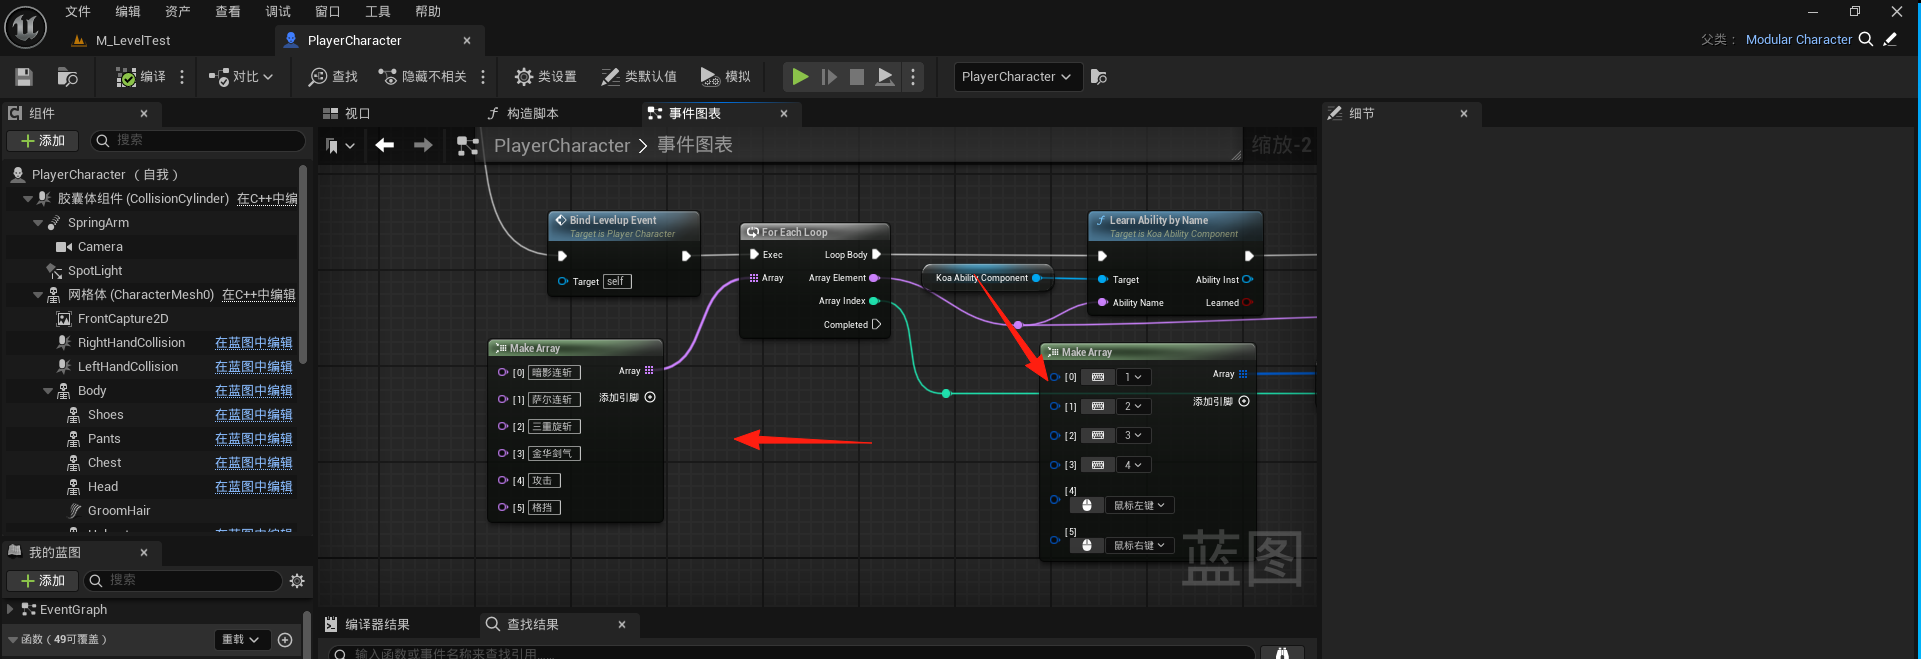 文件 编辑 资产 查看 调试 窗口 工具 帮助
M_LevelTest
PlayerCharacter
父类： Modular Character
编译
对比
查找
隐藏不相关
类设置
类默认值
模拟
PlayerCharacter
组件
添加
搜索
PlayerCharacter （自我）
胶囊体组件 (CollisionCylinder) 在C++中编
SpringArm
Camera
SpotLight
网格体 (CharacterMesh0) 在C++中编辑
FrontCapture2D
RightHandCollision 在蓝图中编辑
LeftHandCollision 在蓝图中编辑
Body 在蓝图中编辑
Shoes 在蓝图中编辑
Pants 在蓝图中编辑
Chest 在蓝图中编辑
Head 在蓝图中编辑
GroomHair
我的蓝图
添加
搜索
EventGraph
函数（49可覆盖）
重载
视口
构造脚本
事件图表
PlayerCharacter > 事件图表
缩放-2
Bind Levelup Event
Target is Player Character
Target self
For Each Loop
Exec Loop Body
Array Array Element
Array Index
Completed
Koa Ability Component
Learn Ability by Name
Target is Koa Ability Component
Target Ability Inst
Ability Name Learned
Make Array
[0] 暗影连斩 Array
[1] 萨尔连斩 添加引脚
[2] 三重旋斩
[3] 金华剑气
[4] 攻击
[5] 格挡
Make Array
[0] 1 Array
[1] 2 添加引脚
[2] 3
[3] 4
[4] 鼠标左键
[5] 鼠标右键
蓝图
编译器结果
查找结果
输入函数或事件名称来查找引用......
细节